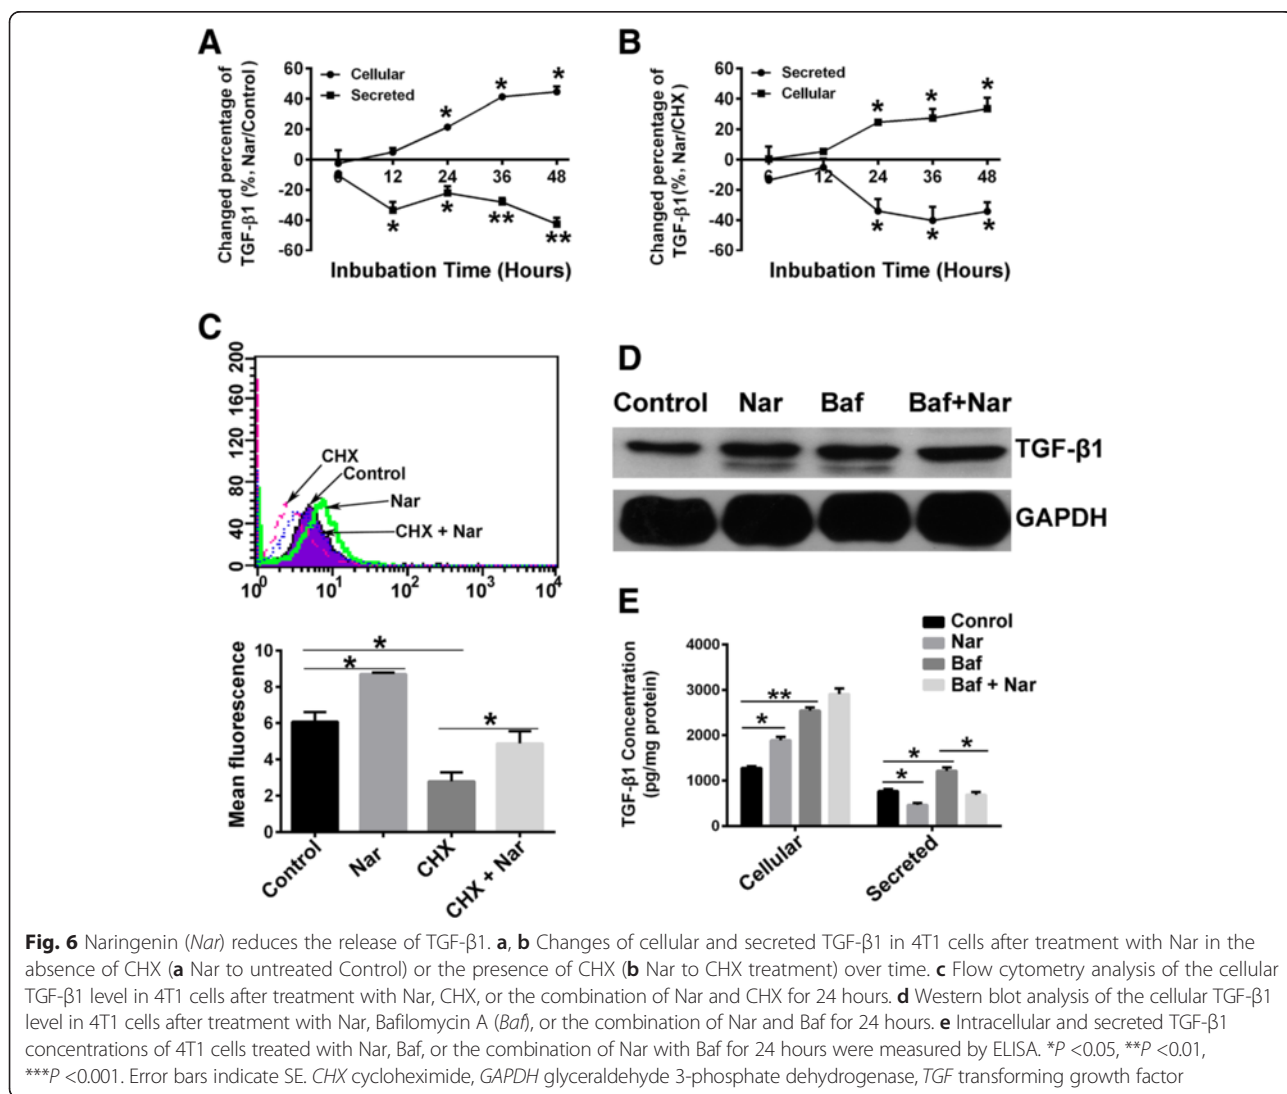 A
Changed percentage of
TGF-β1 (%, Nar/Control)
60
40
20
0
-20
-40
-60
Cellular
Secreted
* * *
* * ** **
6 12 24 36 48
Inbubation Time (Hours)
B
Changed percentage of
TGF-β1(%, Nar/CHX)
60
40
20
0
-20
-40
-60
Secreted
Cellular
* * *
* * *
6 12 24 36 48
Inbubation Time (Hours)
C
200
160
120
80
40
0
CHX
Control
Nar
CHX + Nar
10⁰ 10¹ 10² 10³ 10⁴
Mean fluorescence
10
8
6
4
2
0
*
*
*
Control
Nar
CHX
CHX + Nar
D
Control Nar Baf Baf+Nar
TGF-β1
GAPDH
E
TGF-β1 Concentration
(pg/mg protein)
4000
3000
2000
1000
0
Conrol
Nar
Baf
Baf + Nar
**
*
*
*
*
Cellular
Secreted
Fig. 6 Naringenin (Nar) reduces the release of TGF-β1. a, b Changes of cellular and secreted TGF-β1 in 4T1 cells after treatment with Nar in the
absence of CHX (a Nar to untreated Control) or the presence of CHX (b Nar to CHX treatment) over time. c Flow cytometry analysis of the cellular
TGF-β1 level in 4T1 cells after treatment with Nar, CHX, or the combination of Nar and CHX for 24 hours. d Western blot analysis of the cellular TGF-β1
level in 4T1 cells after treatment with Nar, Bafilomycin A (Baf), or the combination of Nar and Baf for 24 hours. e Intracellular and secreted TGF-β1
concentrations of 4T1 cells treated with Nar, Baf, or the combination of Nar with Baf for 24 hours were measured by ELISA. *P <0.05, **P <0.01,
***P <0.001. Error bars indicate SE. CHX cycloheximide, GAPDH glyceraldehyde 3-phosphate dehydrogenase, TGF transforming growth factor